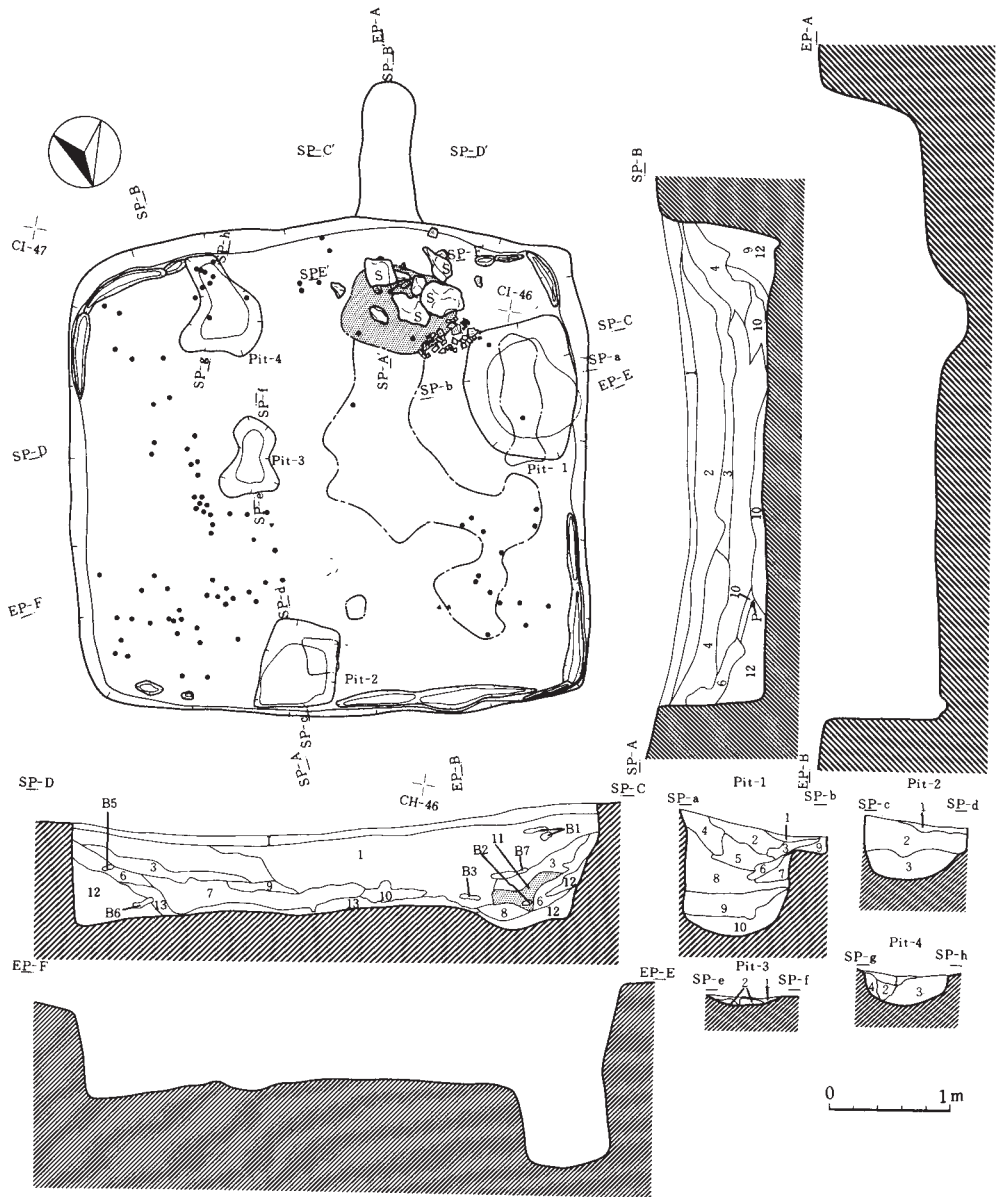 EP-A
SP-B'
EP-A
SP-C'
SP-D'
SP-B
SP-B
CI-47
SP-h
SPE'
S
S
S
S
CI-46
SP-C
SP-a
EP-E
SP-g
Pit-4
SP-A'
SP-b
SP-f
SP-D
Pit-3
Pit-1
SP-e
EP-F
SP-d
Pit-2
SP-c
SP-A
EP-B
CH-46
1
2
3
4
9
12
10
10
10
P
4
6
12
SP-A
EP-B
SP-D
SP-C
B5
11
B1
B2
B7
B3
B6
1
3
6
7
9
10
12
13
13
3
12
6
8
12
Pit-1
SP-a
SP-b
1
4
2
3
9
5
6
7
8
9
10
Pit-2
SP-c
SP-d
1
2
3
EP-F
EP-E
Pit-3
SP-e
SP-f
2
1
Pit-4
SP-g
SP-h
4
2
1
3
0
1m